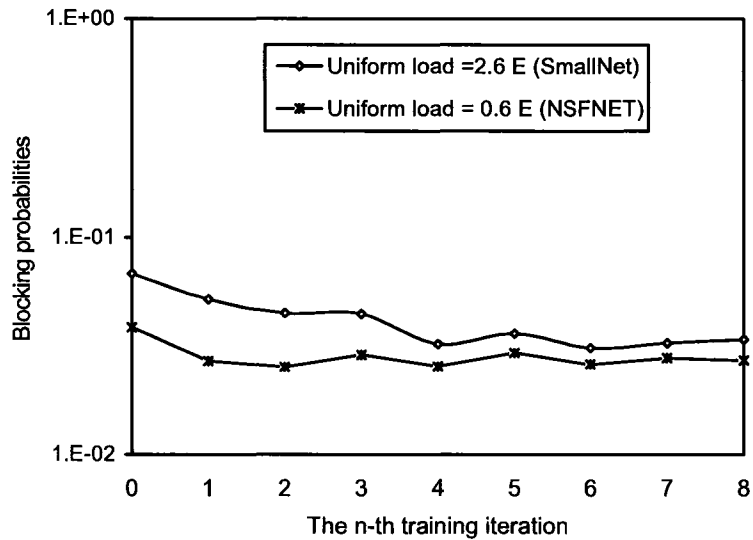 1.E+00
Uniform load =2.6 E (SmallNet)
Uniform load = 0.6 E (NSFNET)
Blocking probabilities
1.E-01
1.E-02
0 1 2 3 4 5 6 7 8
The n-th training iteration